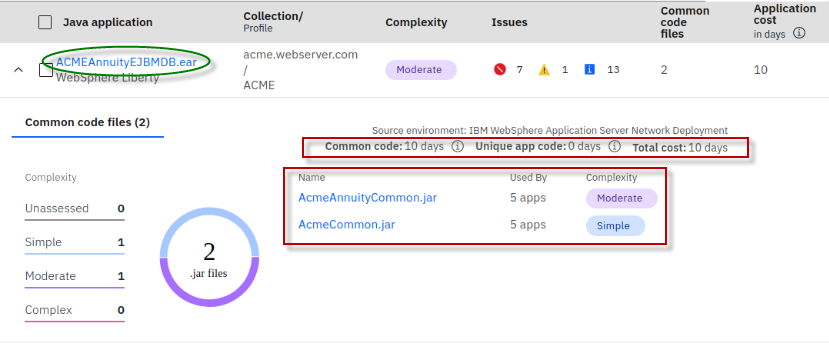 Java application
Collection/
Profile
Complexity
Issues
Common
code
files
Application
cost
in days
ACMEAnnuityEJBMDB.ear
WebSphere Liberty
acme.webserver.com
/
ACME
Moderate
7
1
13
2
10
Common code files (2)
Source environment: IBM WebSphere Application Server Network Deployment
Common code: 10 days Unique app code: 0 days Total cost: 10 days
Complexity
Unassessed 0
Simple 1
Moderate 1
Complex 0
2
.jar files
Name Used By Complexity
AcmeAnnuityCommon.jar 5 apps Moderate
AcmeCommon.jar 5 apps Simple